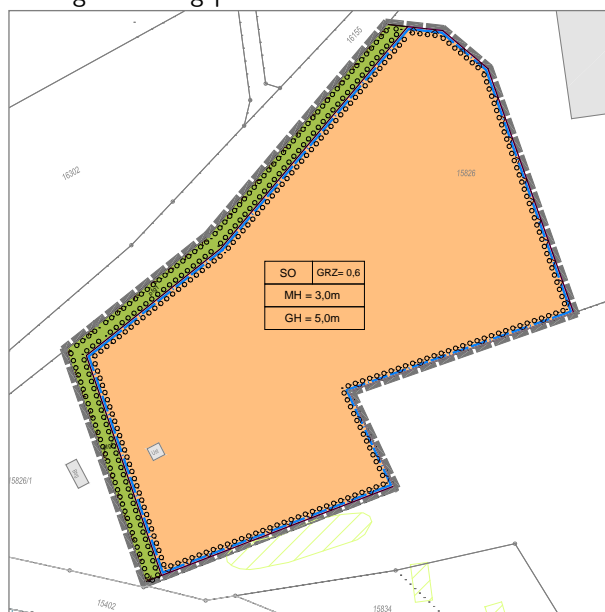 16155
16302
15826
SO GRZ= 0,6
MH = 3,0m
GH = 5,0m
15826/1
15402
15834